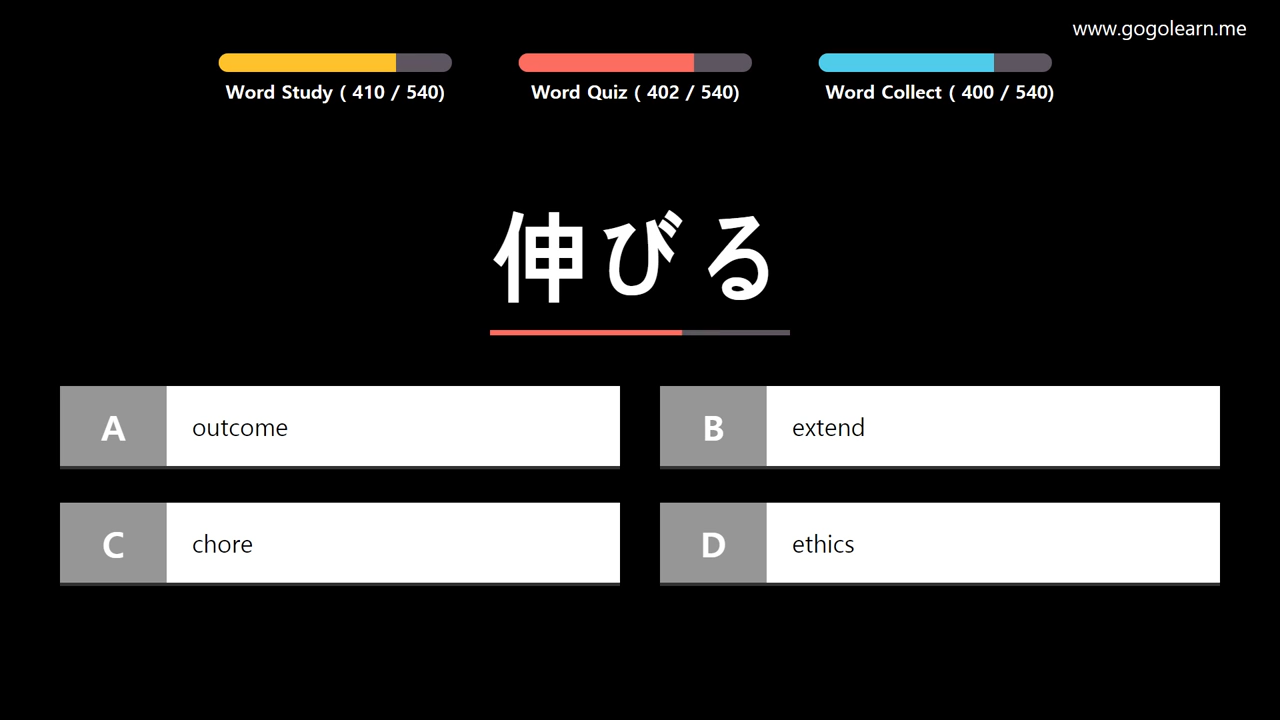 www.gogolearn.me
Word Study ( 410 / 540)
Word Quiz ( 402 / 540)
Word Collect ( 400 / 540)
伸びる
A outcome
B extend
C chore
D ethics